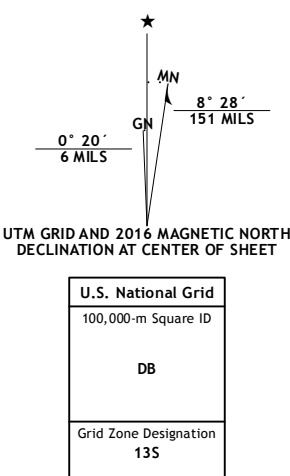 ★
MN
GN
8° 28´
151 MILS
0° 20´
6 MILS
UTM GRID AND 2016 MAGNETIC NORTH
DECLINATION AT CENTER OF SHEET
U.S. National Grid
100,000-m Square ID
DB
Grid Zone Designation
13S